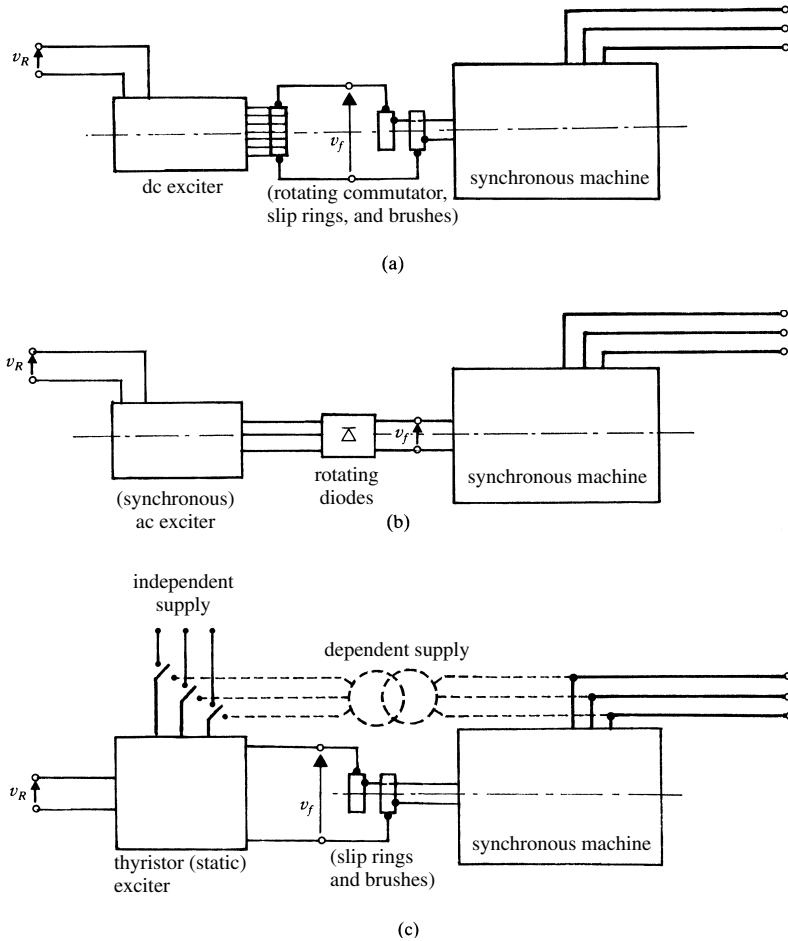 v_R
dc exciter
v_f
(rotating commutator,
slip rings, and brushes)
synchronous machine
(a)
v_R
(synchronous)
ac exciter
rotating
diodes
v_f
synchronous machine
(b)
independent
supply
dependent supply
v_R
thyristor (static)
exciter
v_f
(slip rings
and brushes)
synchronous machine
(c)